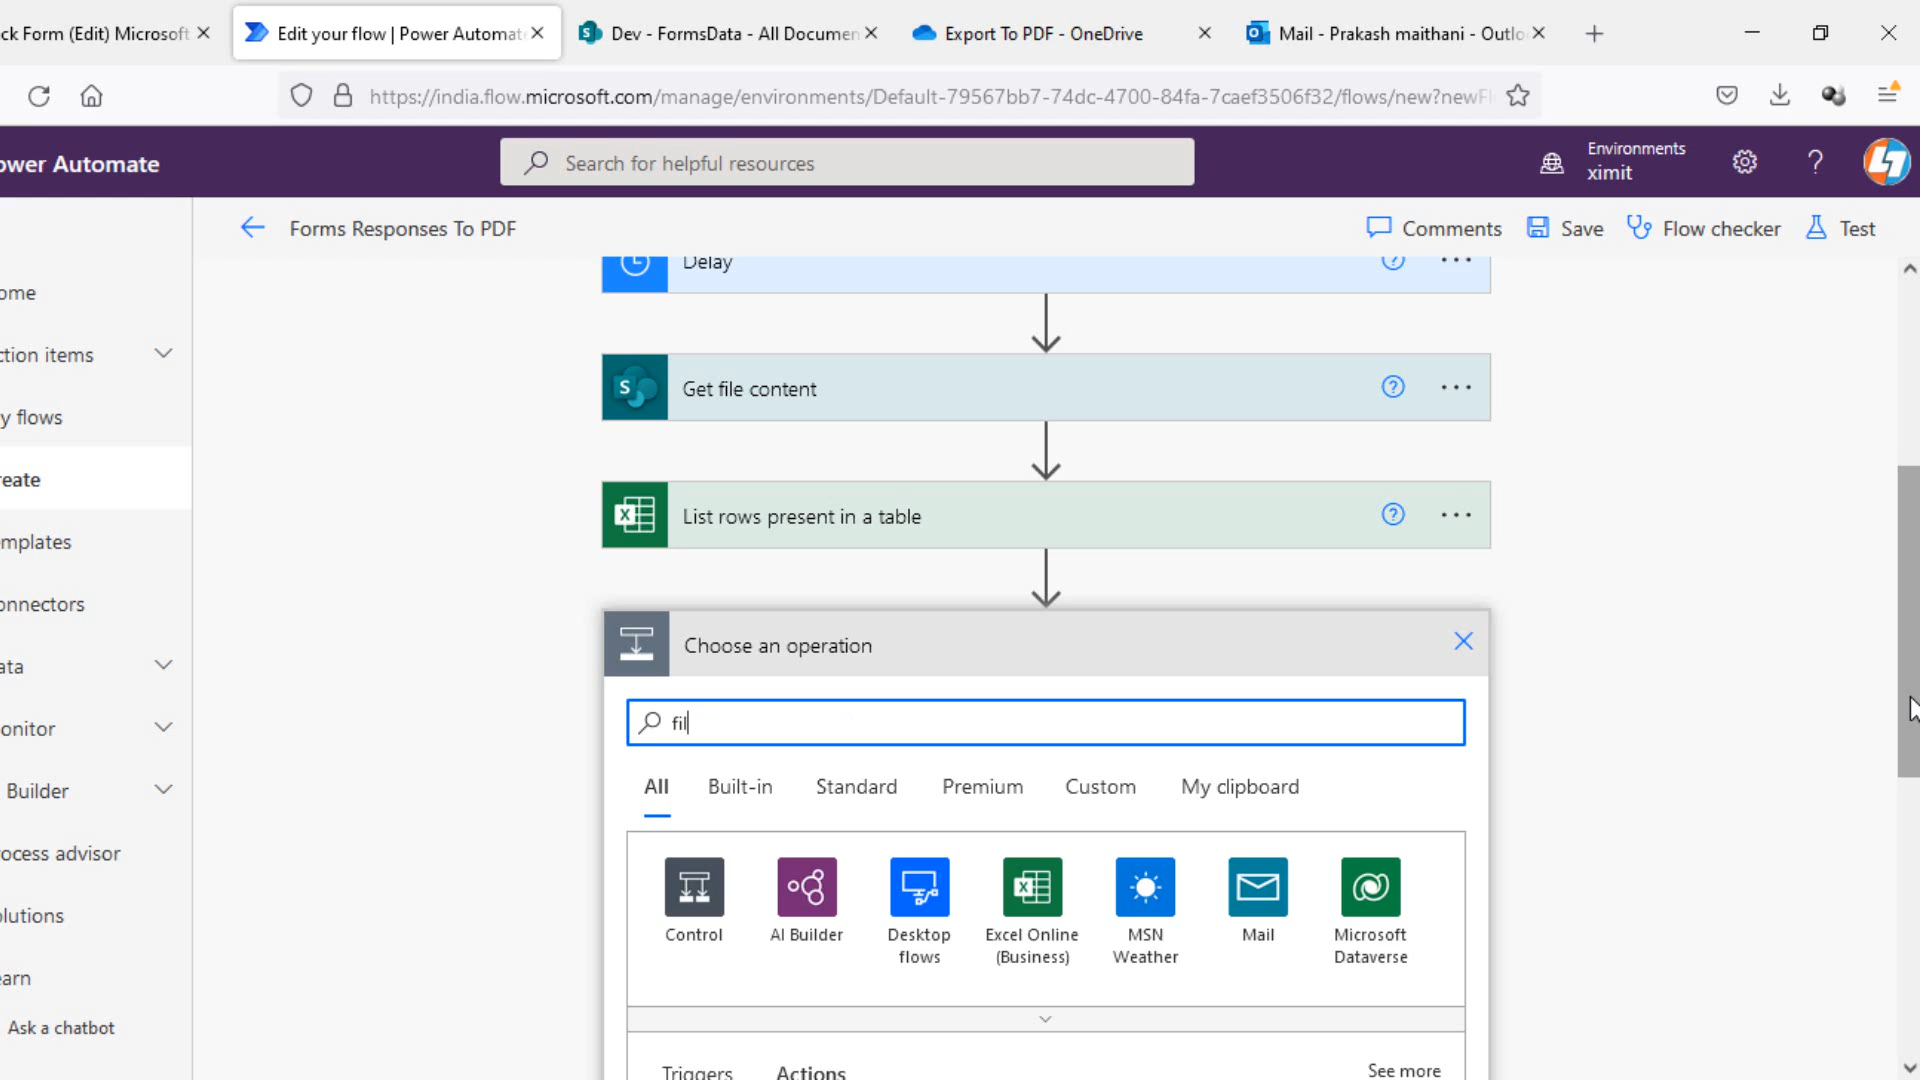 ck Form (Edit) Microsoft
Edit your flow | Power Automat
Dev - FormsData - All Documen
Export To PDF - OneDrive
Mail - Prakash maithani - Outlo
https://india.flow.microsoft.com/manage/environments/Default-79567bb7-74dc-4700-84fa-7caef3506f32/flows/new?newFl
ower Automate
Search for helpful resources
Environments
ximit
Forms Responses To PDF
Comments
Save
Flow checker
Test
ome
ction items
y flows
reate
mplates
onnectors
ata
onitor
Builder
ocess advisor
olutions
earn
Ask a chatbot
Delay
Get file content
List rows present in a table
Choose an operation
fil
All Built-in Standard Premium Custom My clipboard
Control
AI Builder
Desktop
flows
Excel Online
(Business)
MSN
Weather
Mail
Microsoft
Dataverse
Triggers Actions See more